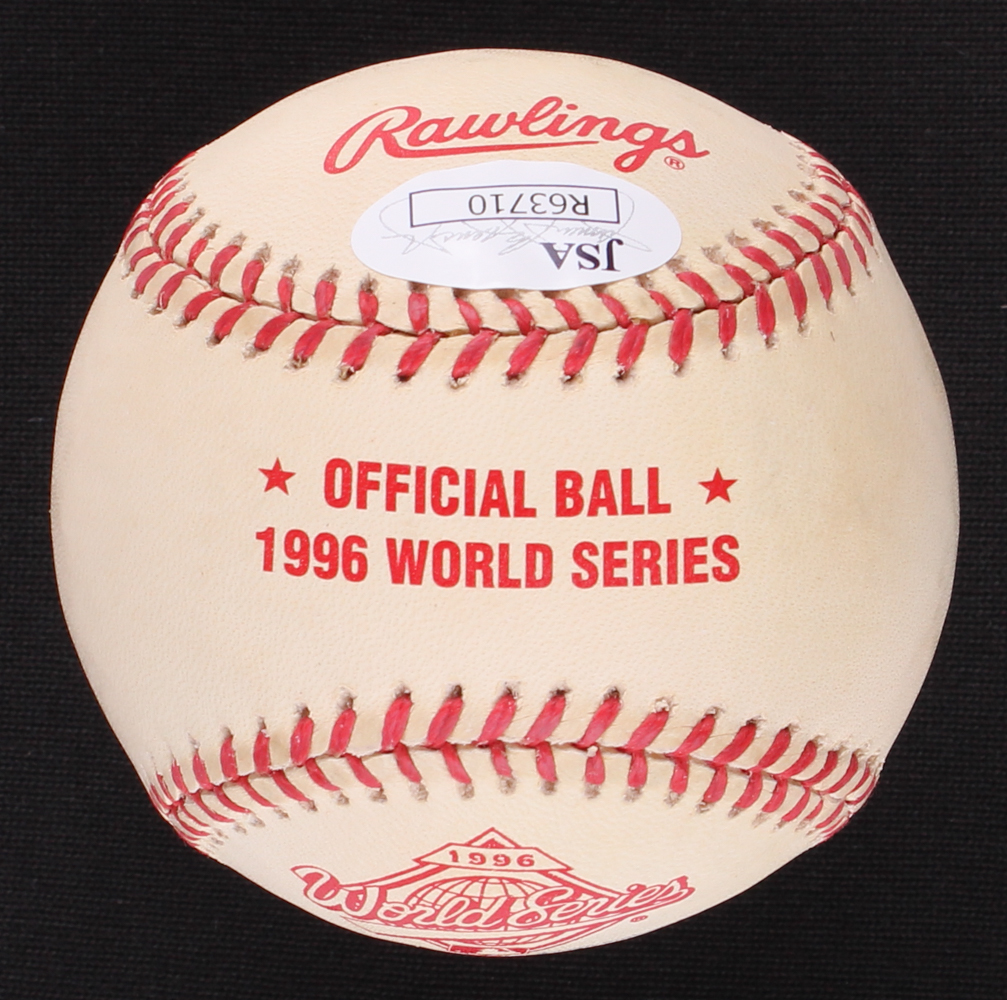 Rawlings®
R63710
JSA
★ OFFICIAL BALL ★
1996 WORLD SERIES
1996
World Series